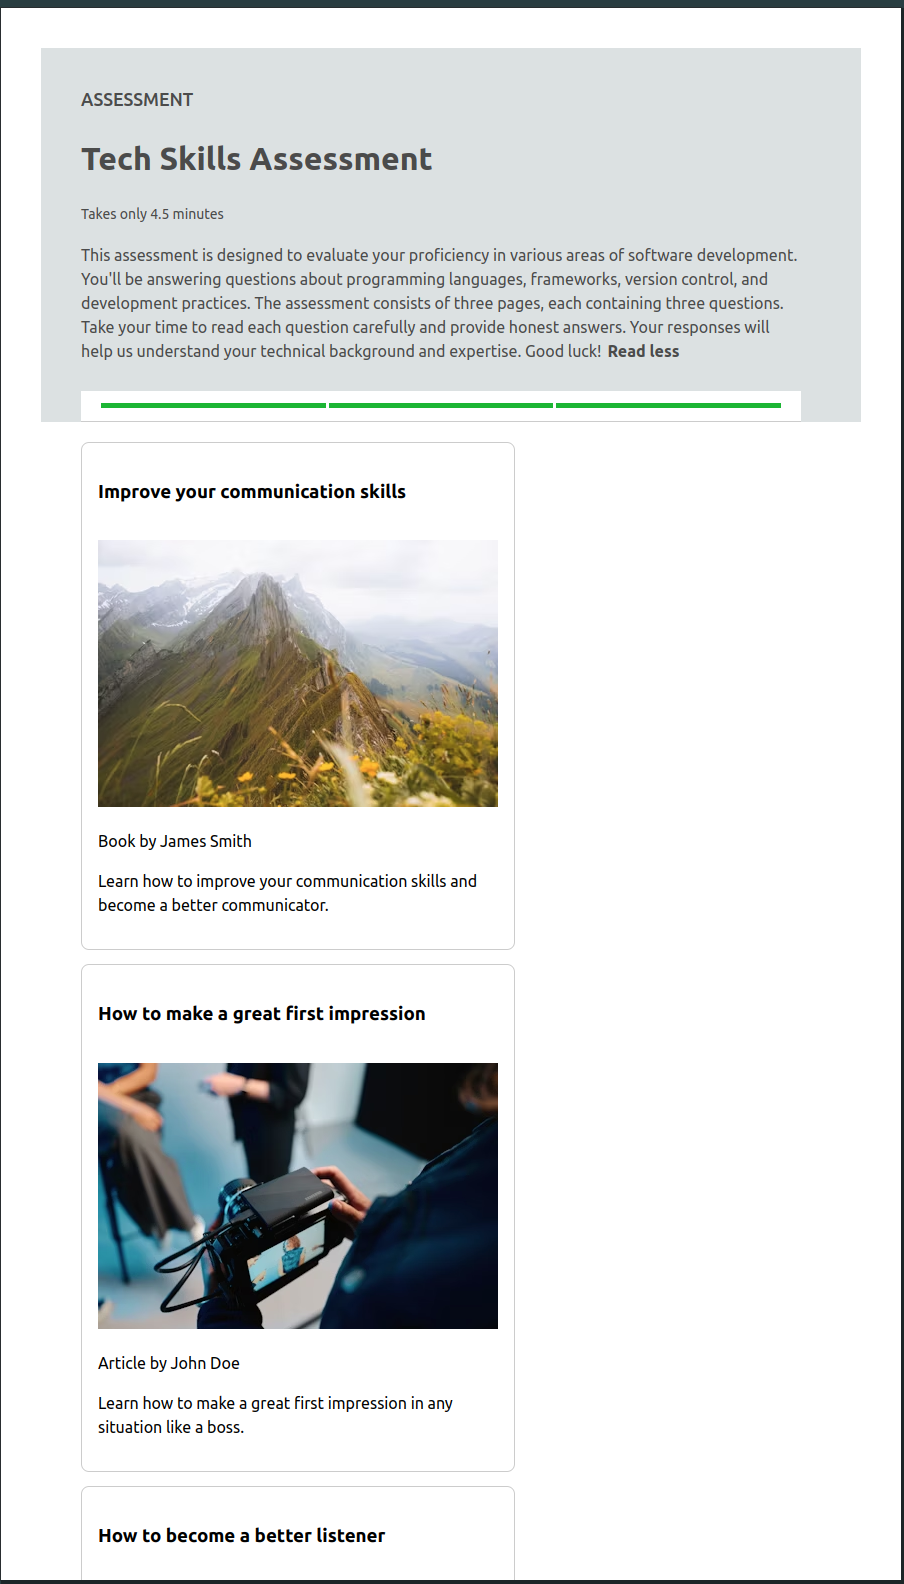 ASSESSMENT
Tech Skills Assessment
Takes only 4.5 minutes
This assessment is designed to evaluate your proficiency in various areas of software development.
You'll be answering questions about programming languages, frameworks, version control, and
development practices. The assessment consists of three pages, each containing three questions.
Take your time to read each question carefully and provide honest answers. Your responses will
help us understand your technical background and expertise. Good luck! Read less
Improve your communication skills
Book by James Smith
Learn how to improve your communication skills and
become a better communicator.
How to make a great first impression
Article by John Doe
Learn how to make a great first impression in any
situation like a boss.
How to become a better listener